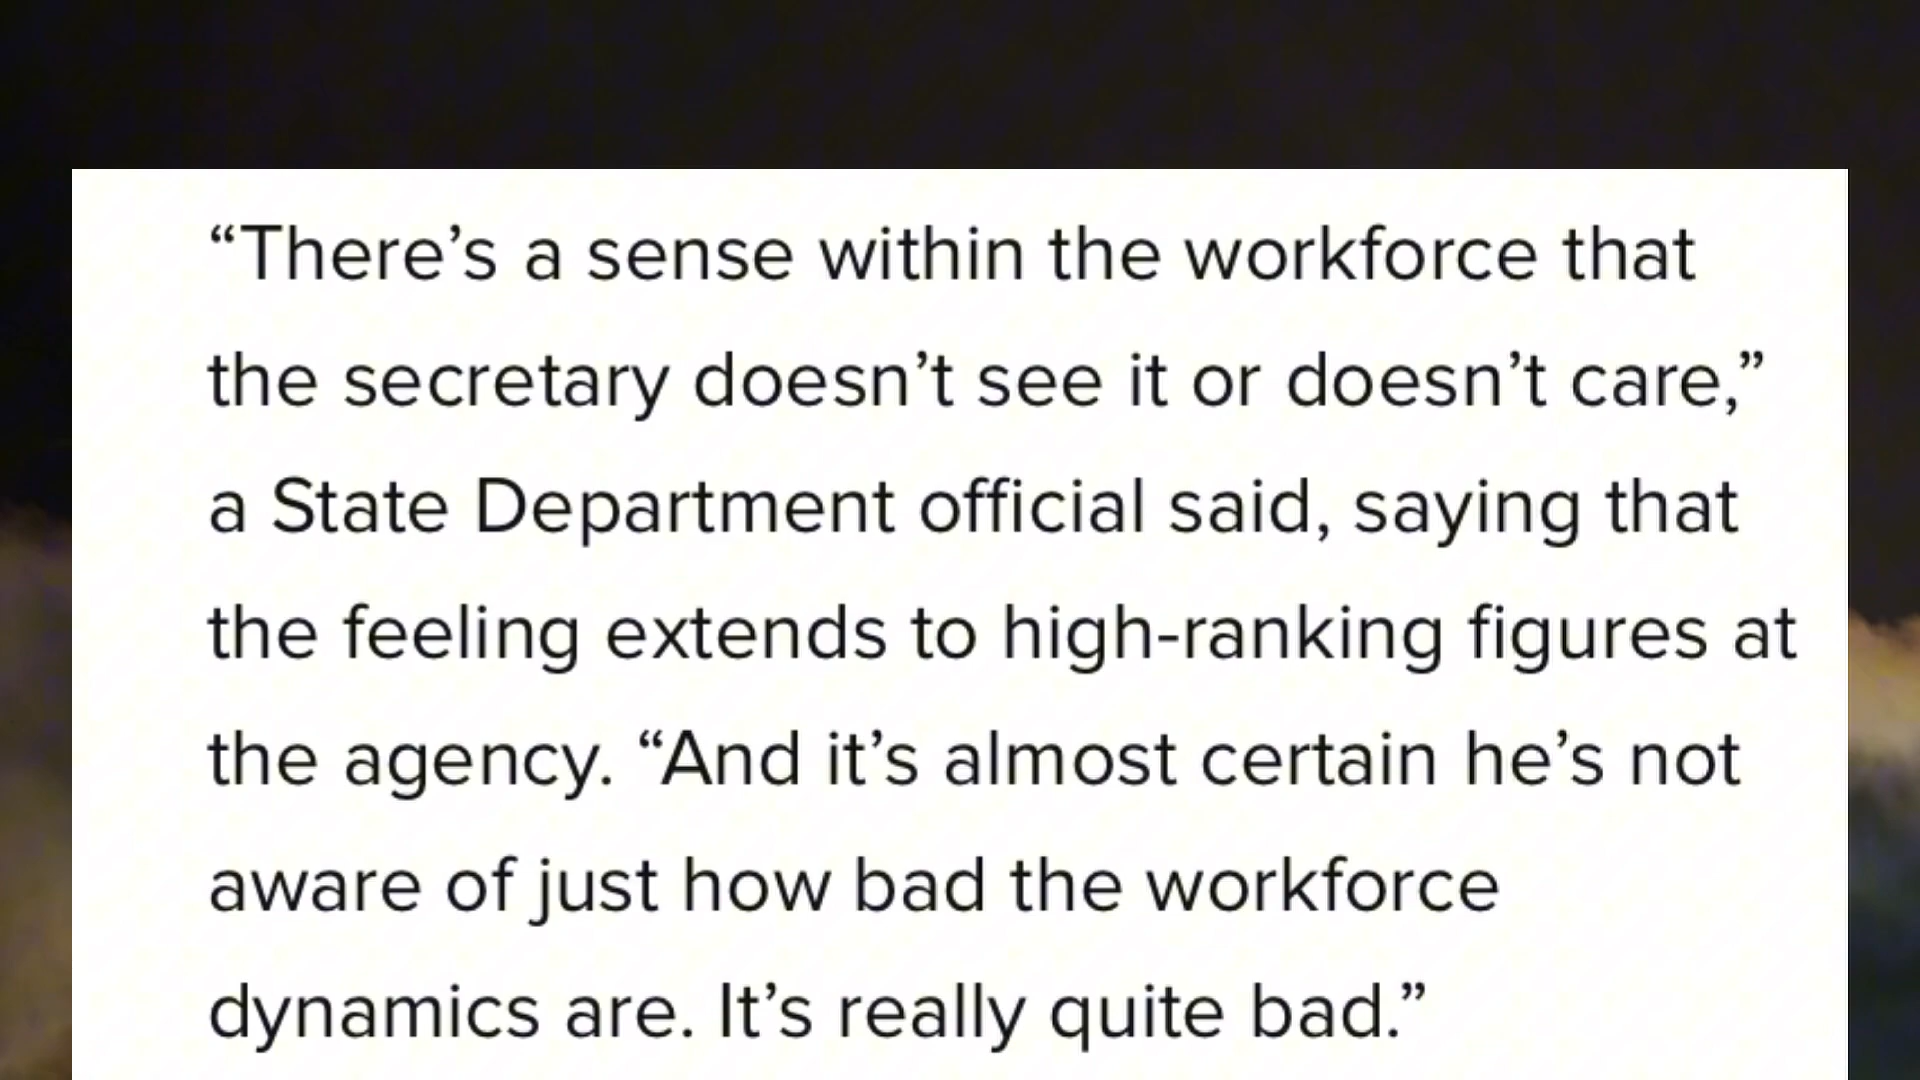 “There’s a sense within the workforce that
the secretary doesn’t see it or doesn’t care,”
a State Department official said, saying that
the feeling extends to high-ranking figures at
the agency. “And it’s almost certain he’s not
aware of just how bad the workforce
dynamics are. It’s really quite bad.”